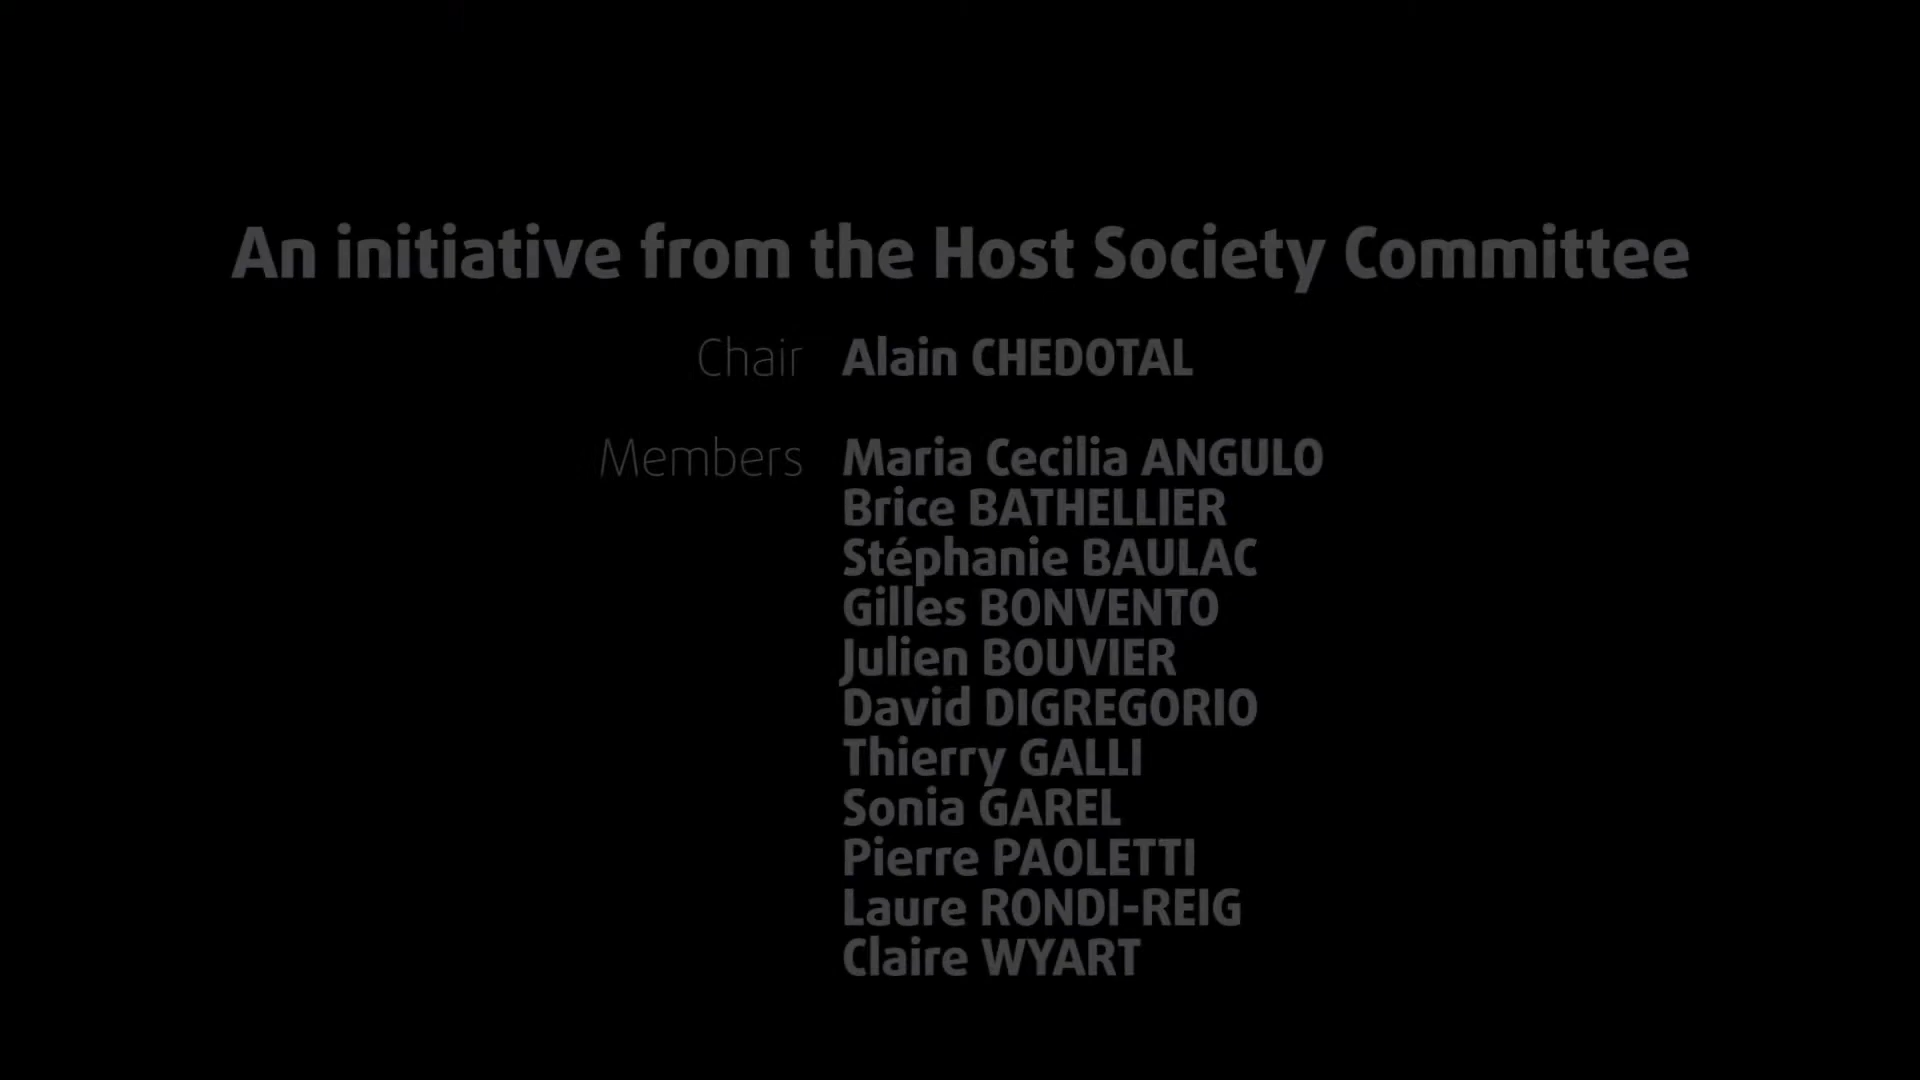 An initiative from the Host Society Committee
Chair Alain CHEDOTAL
Members Maria Cecilia ANGULO
Brice BATHELLIER
Stéphanie BAULAC
Gilles BONVENTO
Julien BOUVIER
David DIGREGORIO
Thierry GALLI
Sonia GAREL
Pierre PAOLETTI
Laure RONDI-REIG
Claire WYART